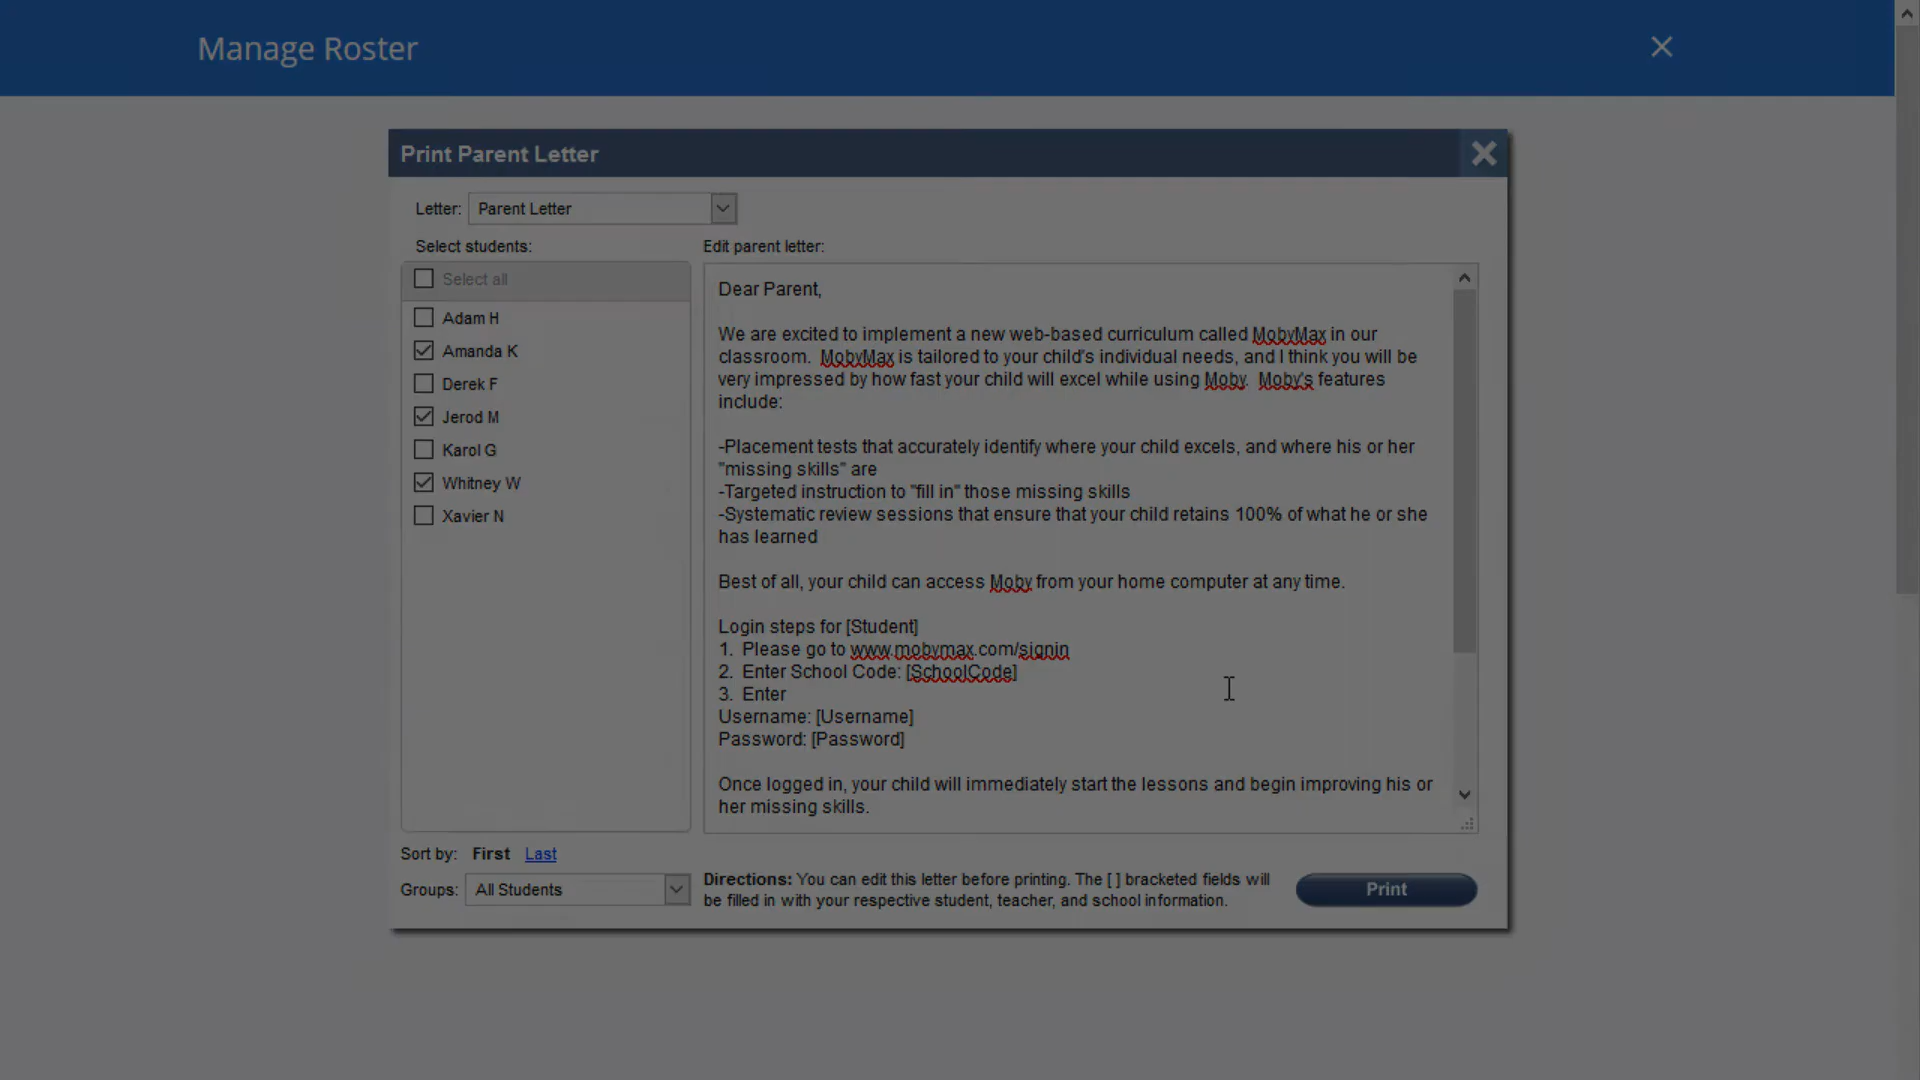 Manage Roster
Print Parent Letter
Letter: Parent Letter
Select students:
Edit parent letter:
Select all
Adam H
Amanda K
Derek F
Jerod M
Karol G
Whitney W
Xavier N
Dear Parent,
We are excited to implement a new web-based curriculum called MobyMax in our
classroom.  MobyMax is tailored to your child's individual needs, and I think you will be
very impressed by how fast your child will excel while using Moby.  Moby's features
include:
-Placement tests that accurately identify where your child excels, and where his or her
"missing skills" are
-Targeted instruction to "fill in" those missing skills
-Systematic review sessions that ensure that your child retains 100% of what he or she
has learned
Best of all, your child can access Moby from your home computer at any time.
Login steps for [Student]
1.  Please go to www.mobymax.com/signin
2.  Enter School Code: [SchoolCode]
3.  Enter
Username: [Username]
Password: [Password]
Once logged in, your child will immediately start the lessons and begin improving his or
her missing skills.
Sort by: First Last
Groups: All Students
Directions: You can edit this letter before printing. The [ ] bracketed fields will
be filled in with your respective student, teacher, and school information.
Print